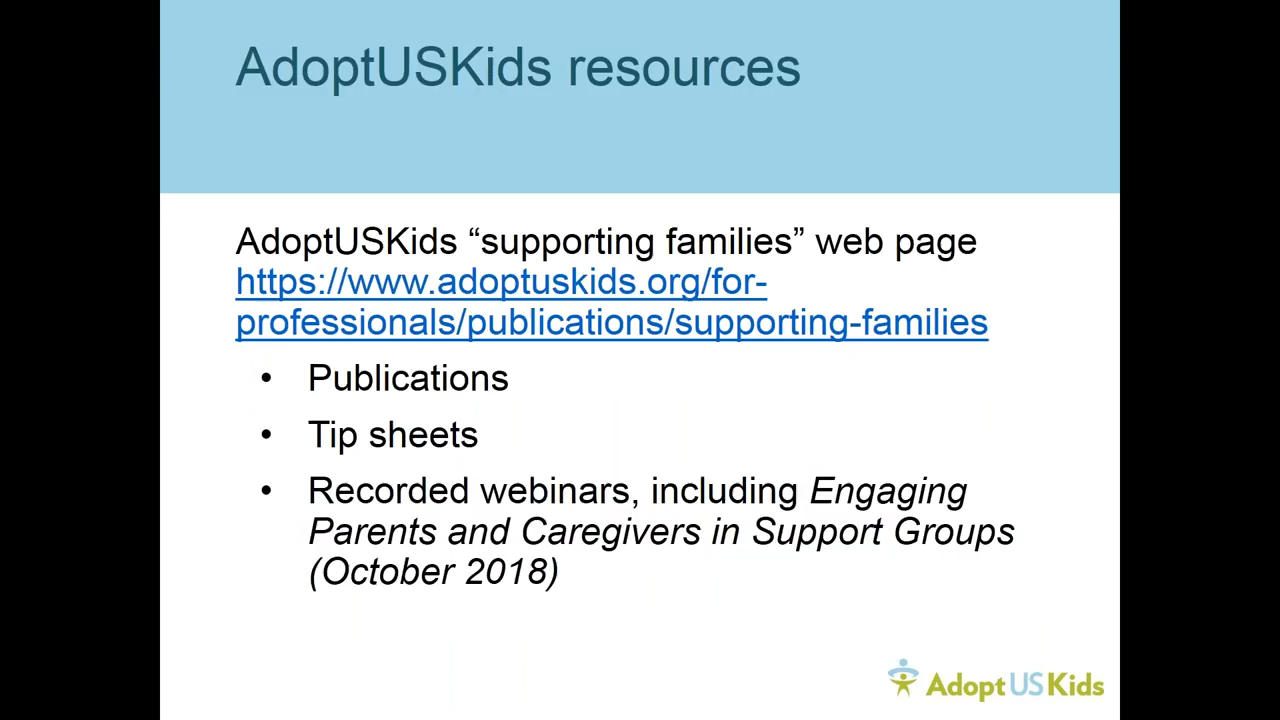 AdoptUSKids resources
AdoptUSKids “supporting families” web page
https://www.adoptuskids.org/for-
professionals/publications/supporting-families
• Publications
• Tip sheets
• Recorded webinars, including Engaging
Parents and Caregivers in Support Groups
(October 2018)
AdoptUSKids